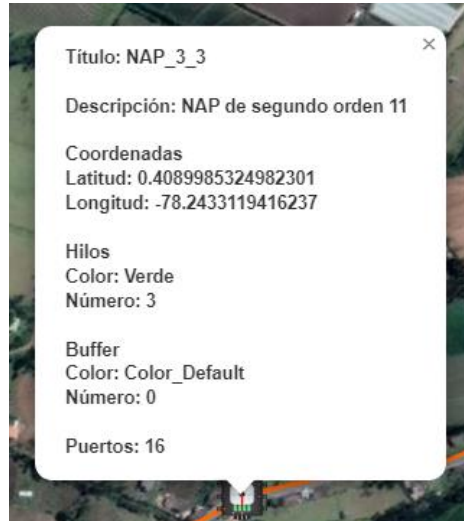 Título: NAP_3_3
Descripción: NAP de segundo orden 11
Coordenadas
Latitud: 0.4089985324982301
Longitud: -78.2433119416237
Hilos
Color: Verde
Número: 3
Buffer
Color: Color_Default
Número: 0
Puertos: 16